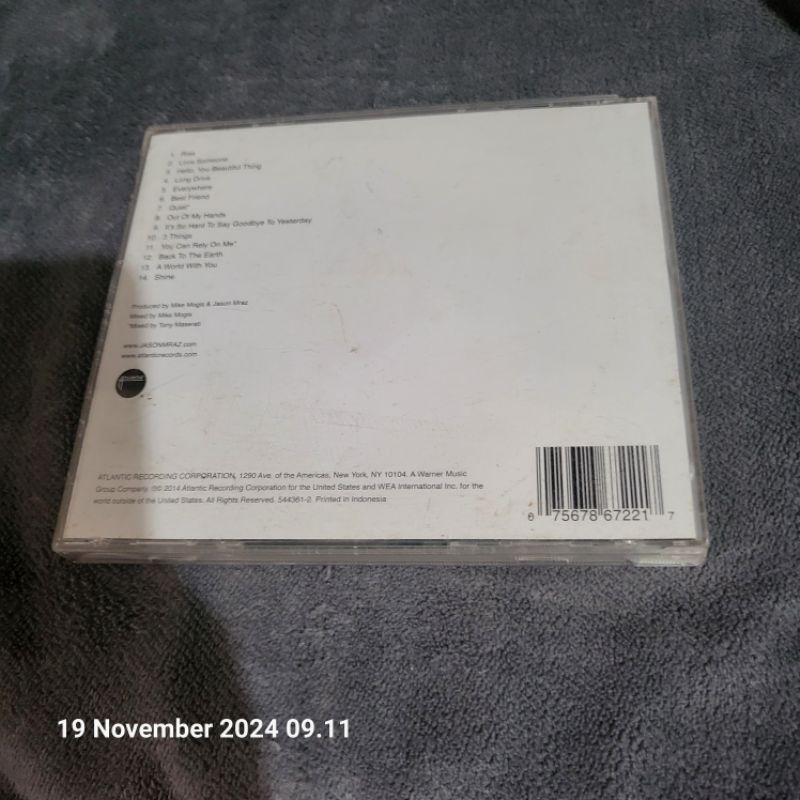 1. Rise
2. Love Someone
3. Hello, You Beautiful Thing
4. Long Drive
5. Everywhere
6. Best Friend
7. Quiet*
8. Out Of My Hands
9. It's So Hard To Say Goodbye To Yesterday
10. 3 Things
11. You Can Rely On Me*
12. Back To The Earth
13. A World With You
14. Shine
Produced by Mike Mogis & Jason Mraz
Mixed by Mike Mogis
*Mixed by Tony Maserati
www.JASONMRAZ.com
www.atlanticrecords.com
ATLANTIC RECORDING CORPORATION, 1290 Ave. of the Americas, New York, NY 10104. A Warner Music
Group Company. ℗© 2014 Atlantic Recording Corporation for the United States and WEA International Inc. for the
world outside of the United States. All Rights Reserved. 544361-2. Printed in Indonesia
0 75678 67221 7
19 November 2024 09.11